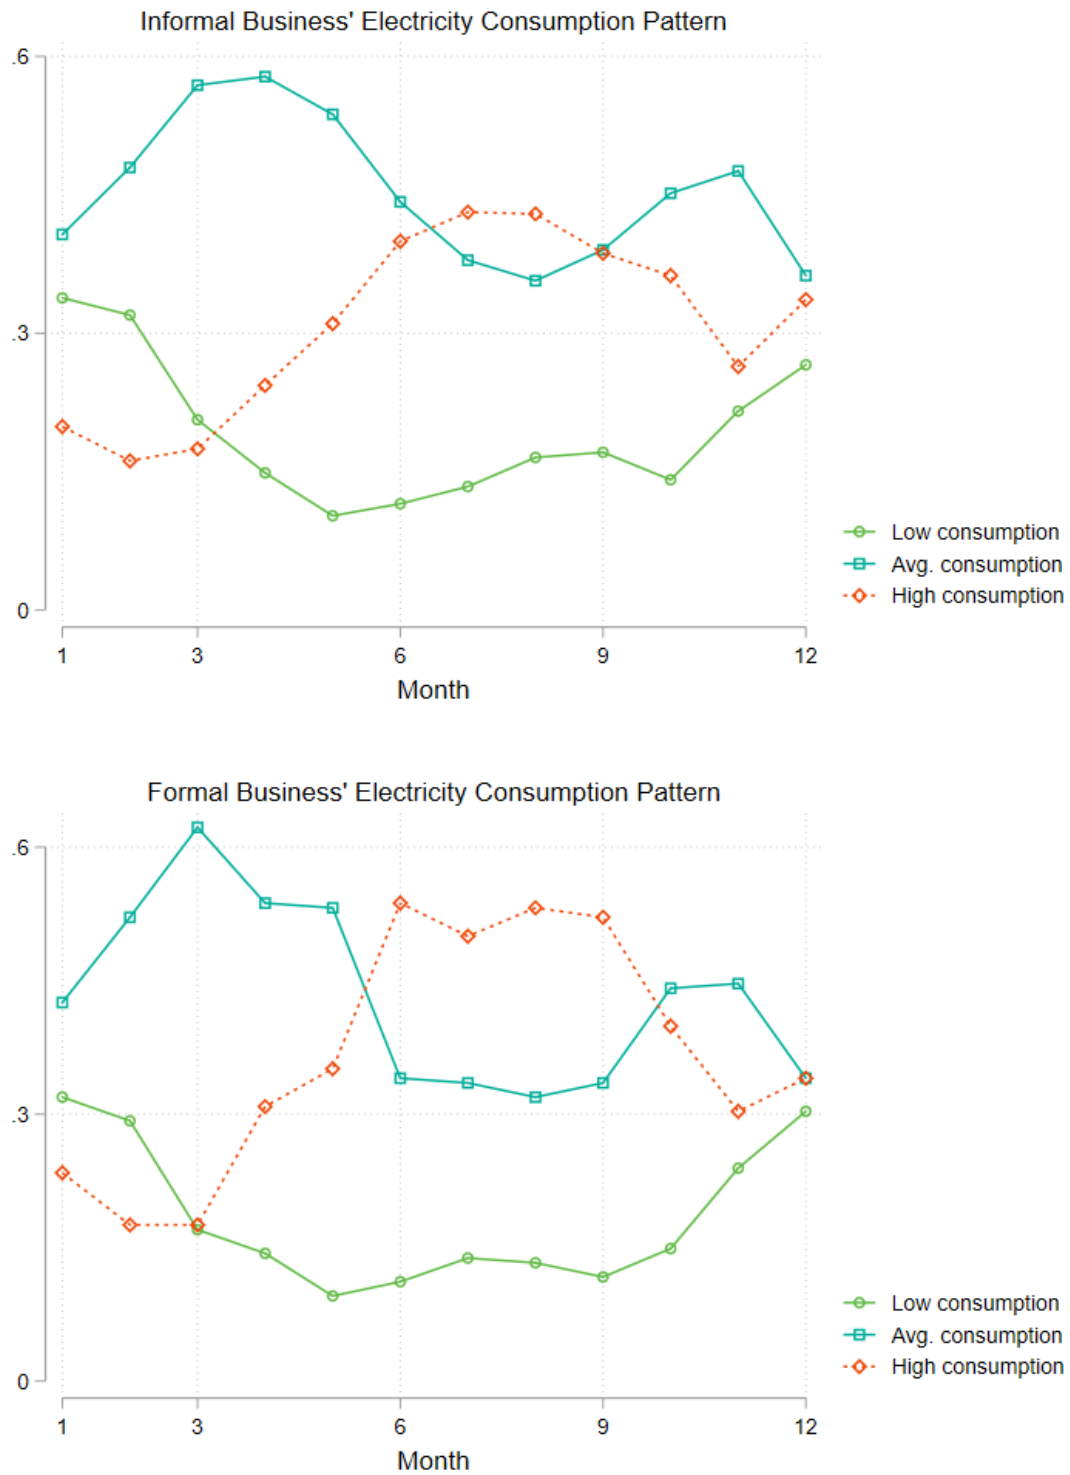 Informal Business' Electricity Consumption Pattern
.6
.3
0
1 3 6 9 12
Month
Low consumption
Avg. consumption
High consumption
Formal Business' Electricity Consumption Pattern
.6
.3
0
1 3 6 9 12
Month
Low consumption
Avg. consumption
High consumption